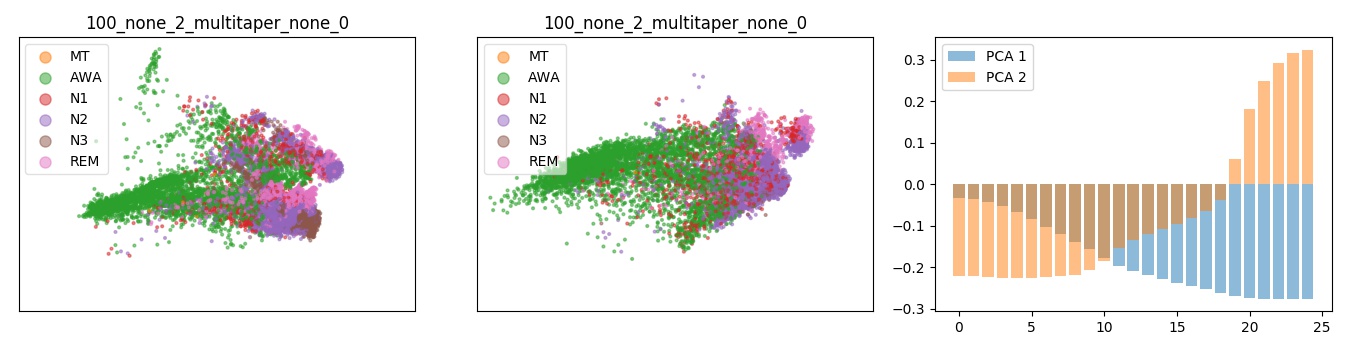 100_none_2_multitaper_none_0
MT
AWA
N1
N2
N3
REM
100_none_2_multitaper_none_0
MT
AWA
N1
N2
N3
REM
PCA 1
PCA 2
0.3
0.2
0.1
0.0
−0.1
−0.2
−0.3
0
5
10
15
20
25